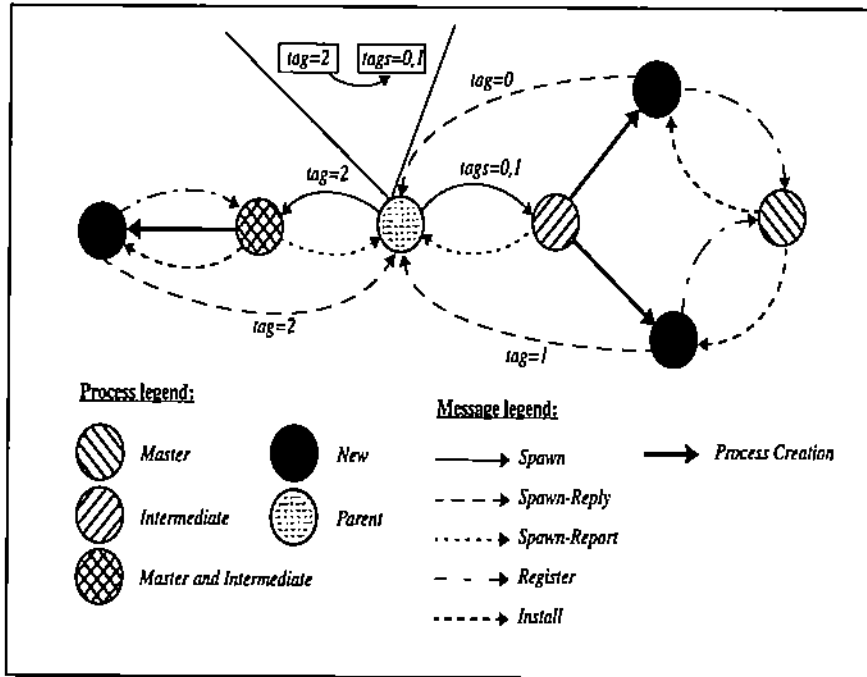 tag=2 tags=0,1
tag=0
tag=2
tags=0,1
tag=2
tag=1
Process legend:
Master
New
Intermediate
Parent
Master and Intermediate
Message legend:
Spawn
Process Creation
Spawn-Reply
Spawn-Report
Register
Install